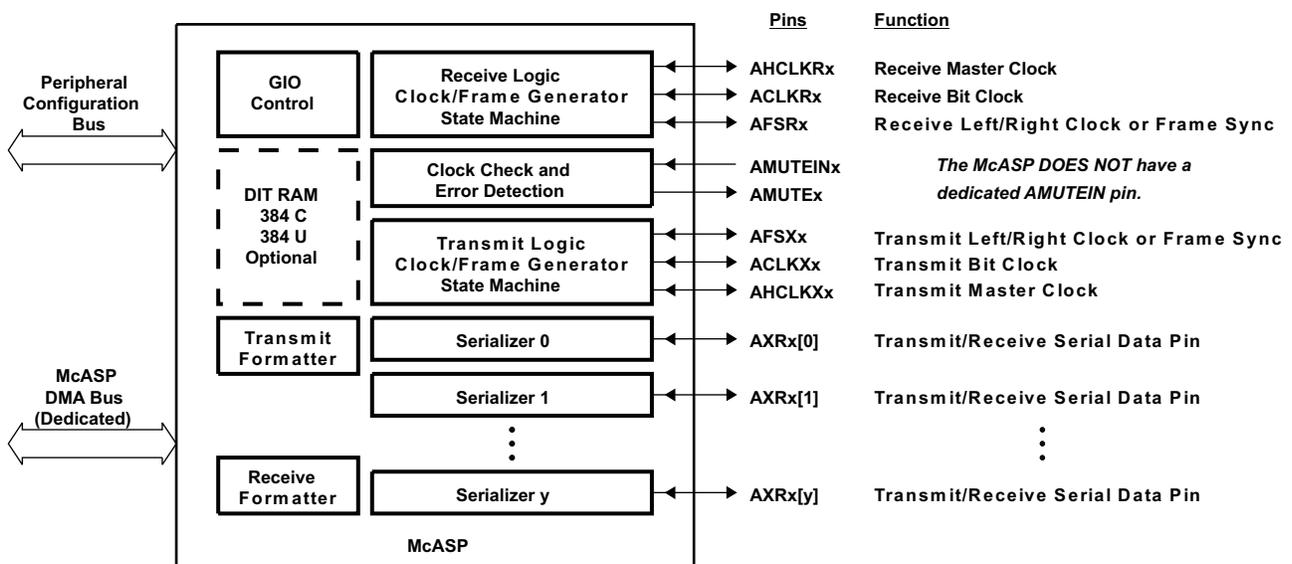 Pins Function
Peripheral
Configuration
Bus
GIO
Control
Receive Logic
Clock/Frame Generator
State Machine
AHCLKRx Receive Master Clock
ACLKRx Receive Bit Clock
AFSRx Receive Left/Right Clock or Frame Sync
DIT RAM
384 C
384 U
Optional
Clock Check and
Error Detection
AMUTEINx
AMUTEx
The McASP DOES NOT have a
dedicated AMUTEIN pin.
Transmit Logic
Clock/Frame Generator
State Machine
AFSXx Transmit Left/Right Clock or Frame Sync
ACLKXx Transmit Bit Clock
AHCLKXx Transmit Master Clock
Transmit
Formatter
Serializer 0
AXRx[0] Transmit/Receive Serial Data Pin
McASP
DMA Bus
(Dedicated)
Serializer 1
AXRx[1] Transmit/Receive Serial Data Pin
Receive
Formatter
Serializer y
AXRx[y] Transmit/Receive Serial Data Pin
McASP